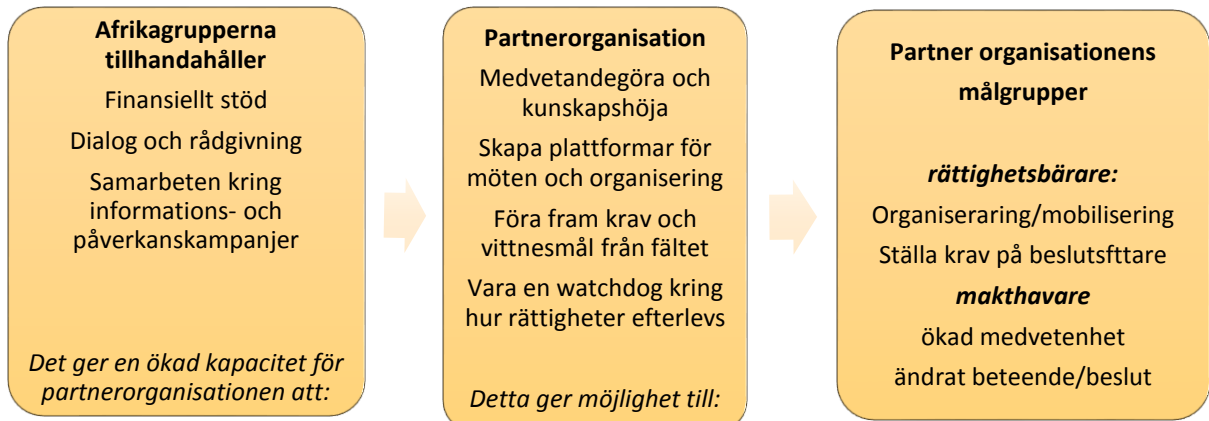 Afrikagrupperna
tillhandahåller
Finansiellt stöd
Dialog och rådgivning
Samarbeten kring
informations- och
påverkanskampanjer
Det ger en ökad kapacitet för
partnerorganisationen att:
Partnerorganisation
Medvetandegöra och
kunskapshöja
Skapa plattformar för
möten och organisering
Föra fram krav och
vittnesmål från fältet
Vara en watchdog kring
hur rättigheter efterlevs
Detta ger möjlighet till:
Partner organisationens
målgrupper
rättighetsbärare:
Organiseraring/mobilisering
Ställa krav på beslutsfttare
makthavare
ökad medvetenhet
ändrat beteende/beslut